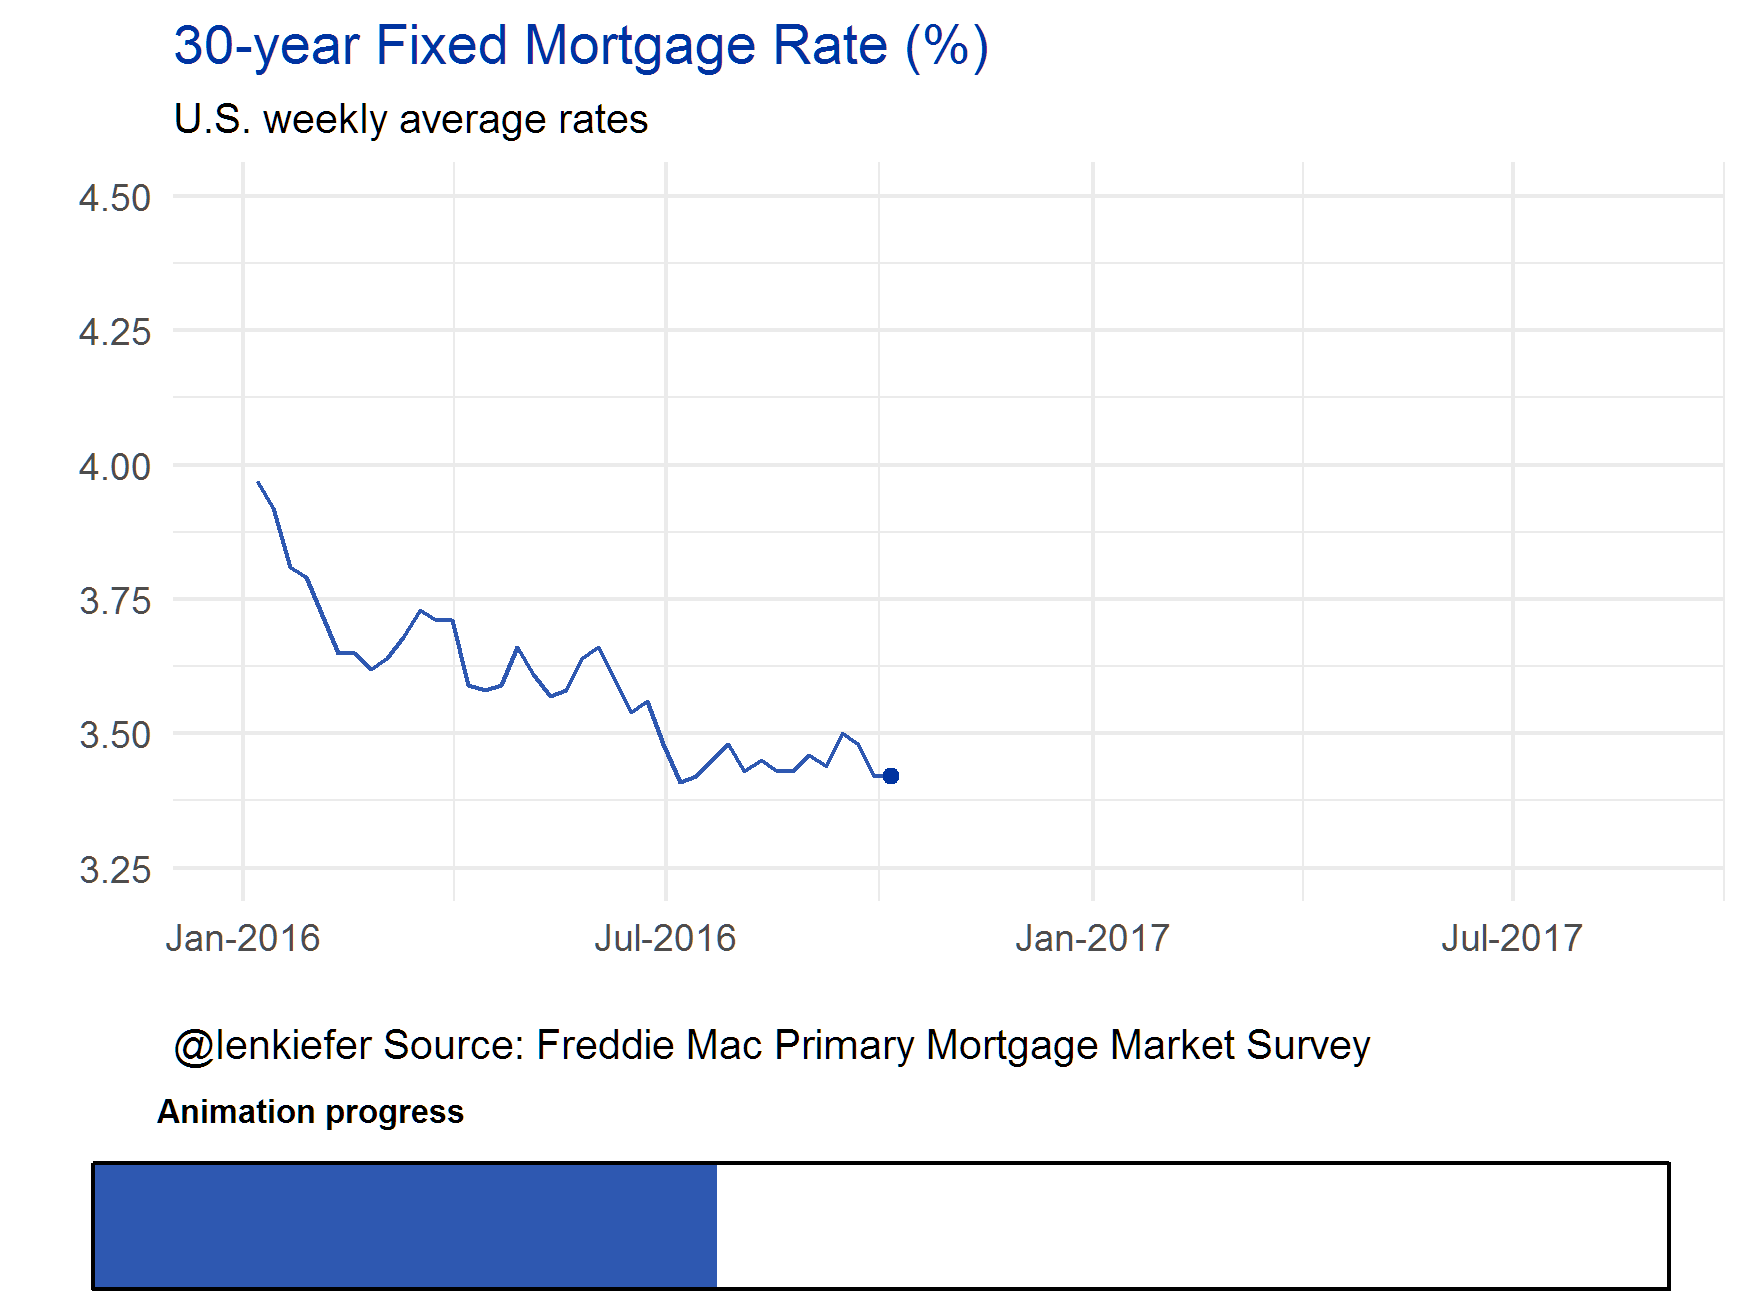 30-year Fixed Mortgage Rate (%)
U.S. weekly average rates
4.50
4.25
4.00
3.75
3.50
3.25
Jan-2016 Jul-2016 Jan-2017 Jul-2017
@lenkiefer Source: Freddie Mac Primary Mortgage Market Survey
Animation progress